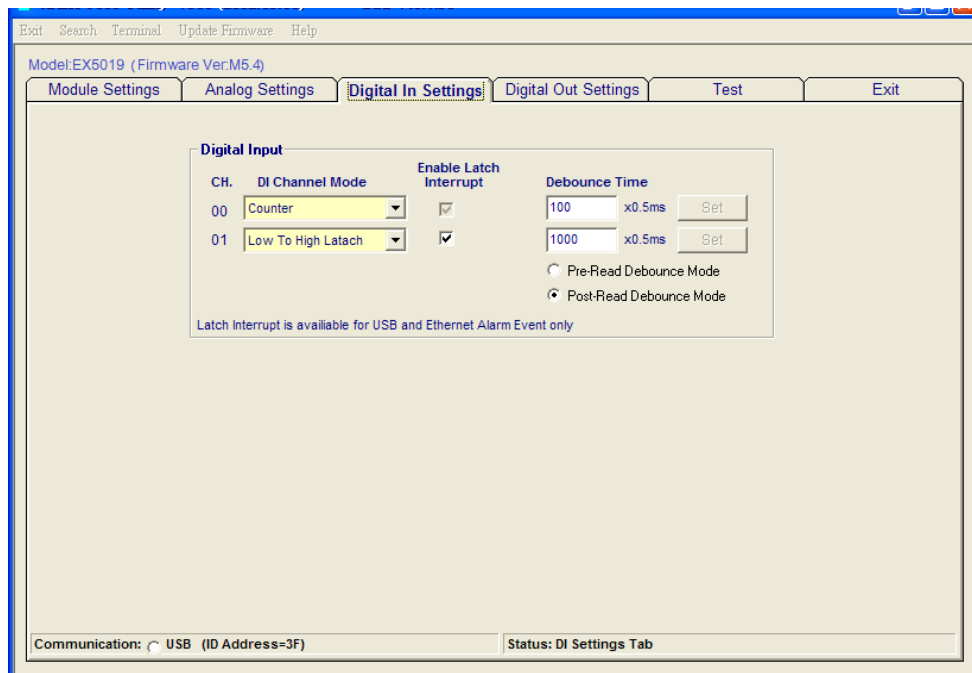 Exit Search Terminal Update Firmware Help
Model:EX5019 (Firmware Ver:M5.4)
Module Settings Analog Settings Digital In Settings Digital Out Settings Test Exit
Digital Input
CH. DI Channel Mode Enable Latch Interrupt Debounce Time
00 Counter 100 x0.5ms Set
01 Low To High Latach 1000 x0.5ms Set
Pre-Read Debounce Mode
Post-Read Debounce Mode
Latch Interrupt is availiable for USB and Ethernet Alarm Event only
Communication: USB (ID Address=3F) Status: DI Settings Tab